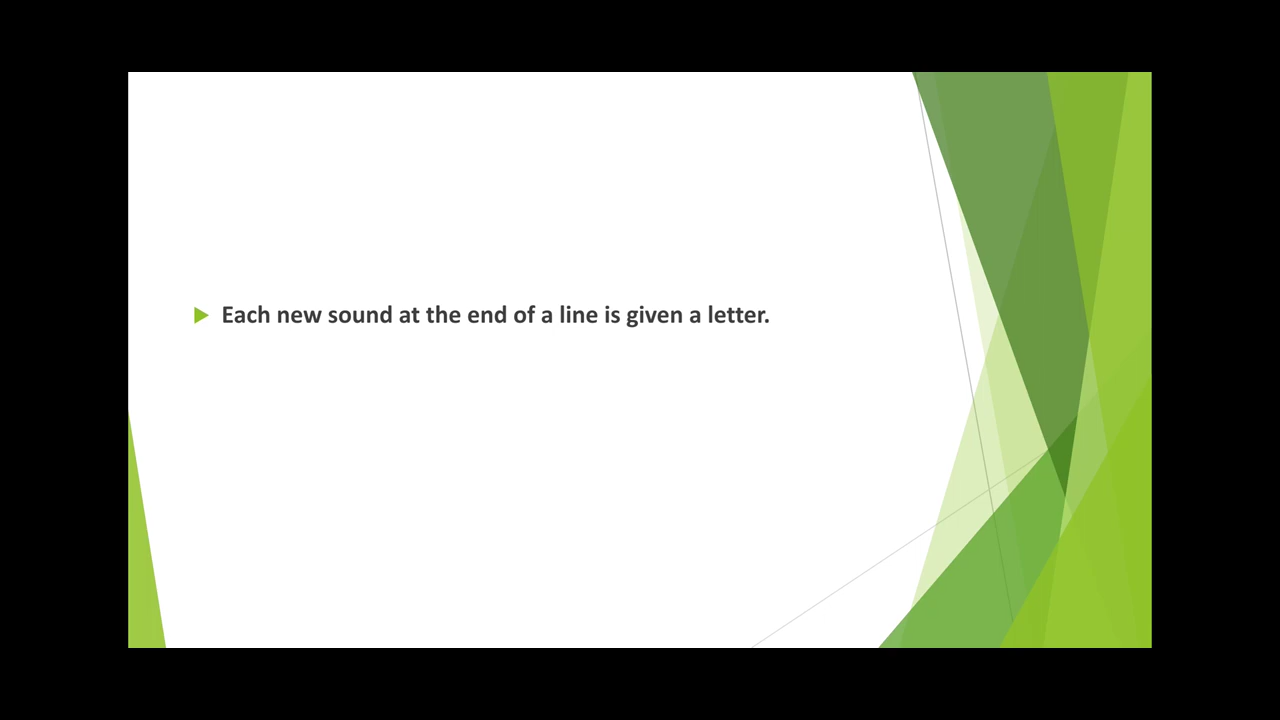 Each new sound at the end of a line is given a letter.